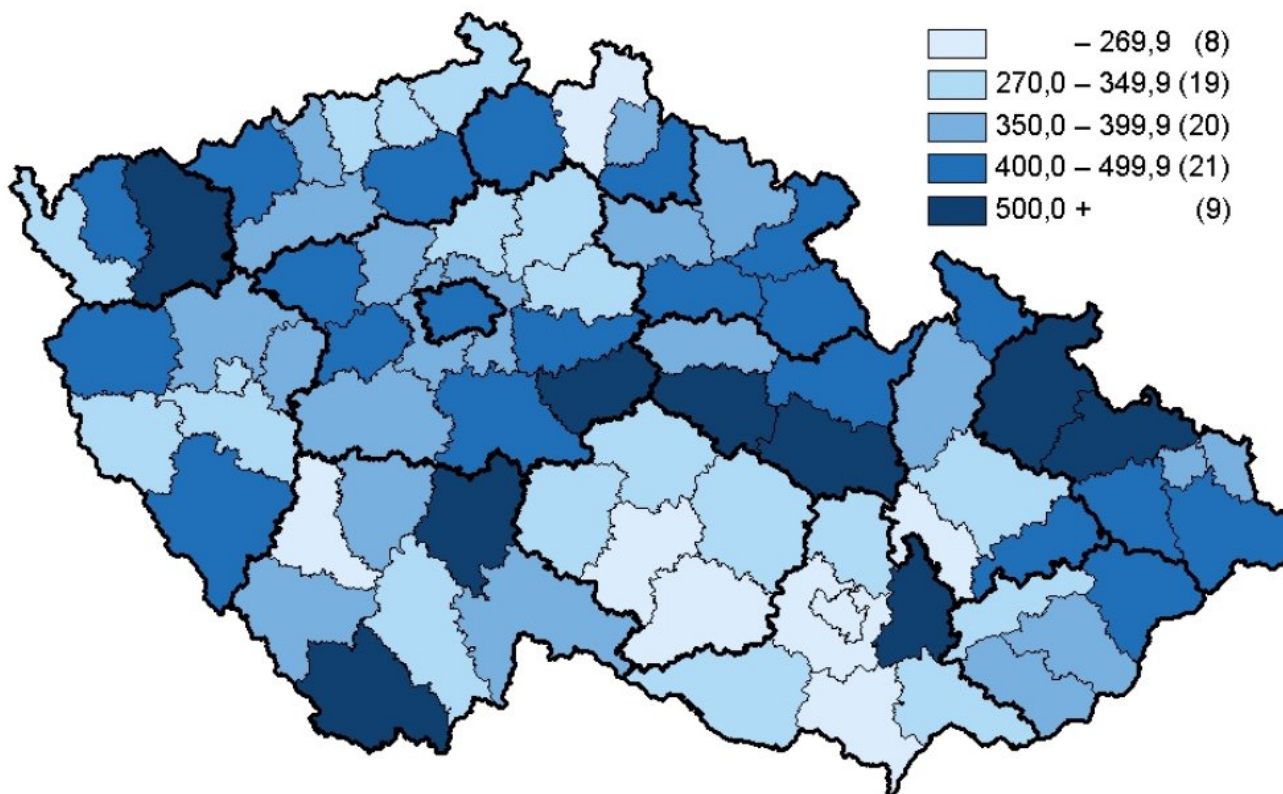 – 269,9 (8)
270,0 – 349,9 (19)
350,0 – 399,9 (20)
400,0 – 499,9 (21)
500,0 + (9)